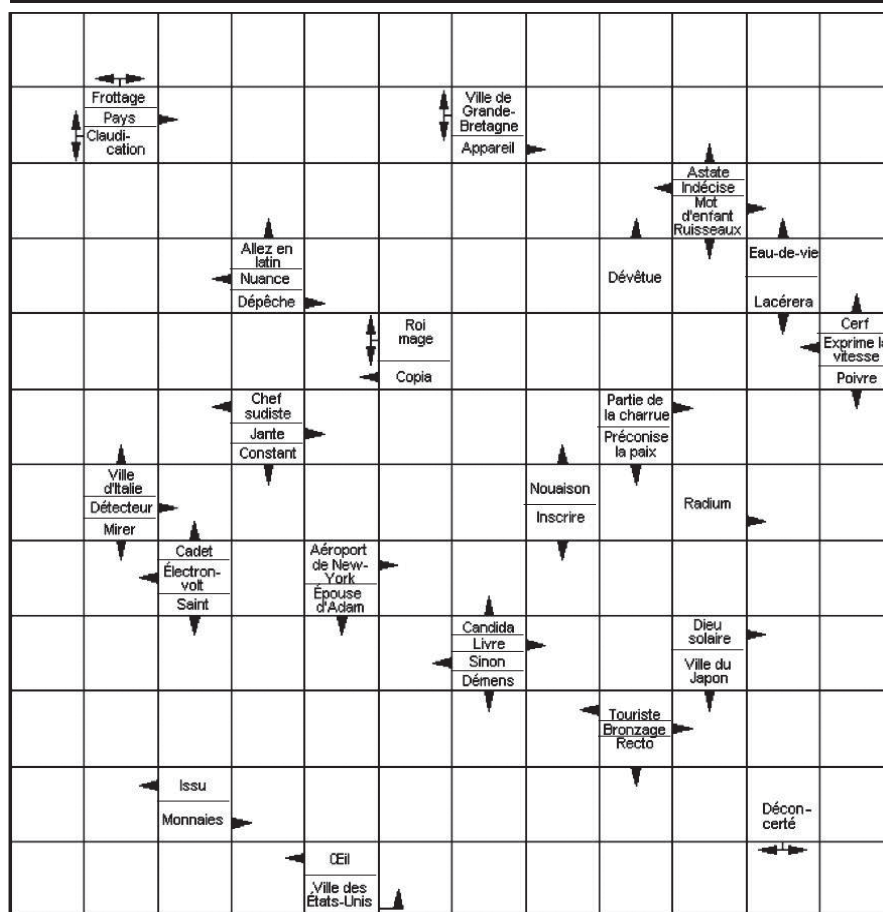 Frottage
Pays
Claudi-
cation
Ville de
Grande-
Bretagne
Appareil
Astate
Indécise
Mot
d'enfant
Ruisseaux
Allez en
latin
Nuance
Dépêche
Dévêtue
Eau-de-vie
Lacérera
Roi
mage
Copia
Cerf
Exprime la
vitesse
Poivre
Chef
sudiste
Jante
Constant
Partie de
la charrue
Préconise
la paix
Ville
d'Italie
Détecteur
Mirer
Nouaison
Inscrire
Radium
Cadet
Électron-
volt
Saint
Aéroport
de New-
York
Épouse
d'Adam
Candida
Livre
Sinon
Démens
Dieu
solaire
Ville du
Japon
Touriste
Bronzage
Recto
Issu
Monnaies
Décon-
certé
Œil
Ville des
États-Unis